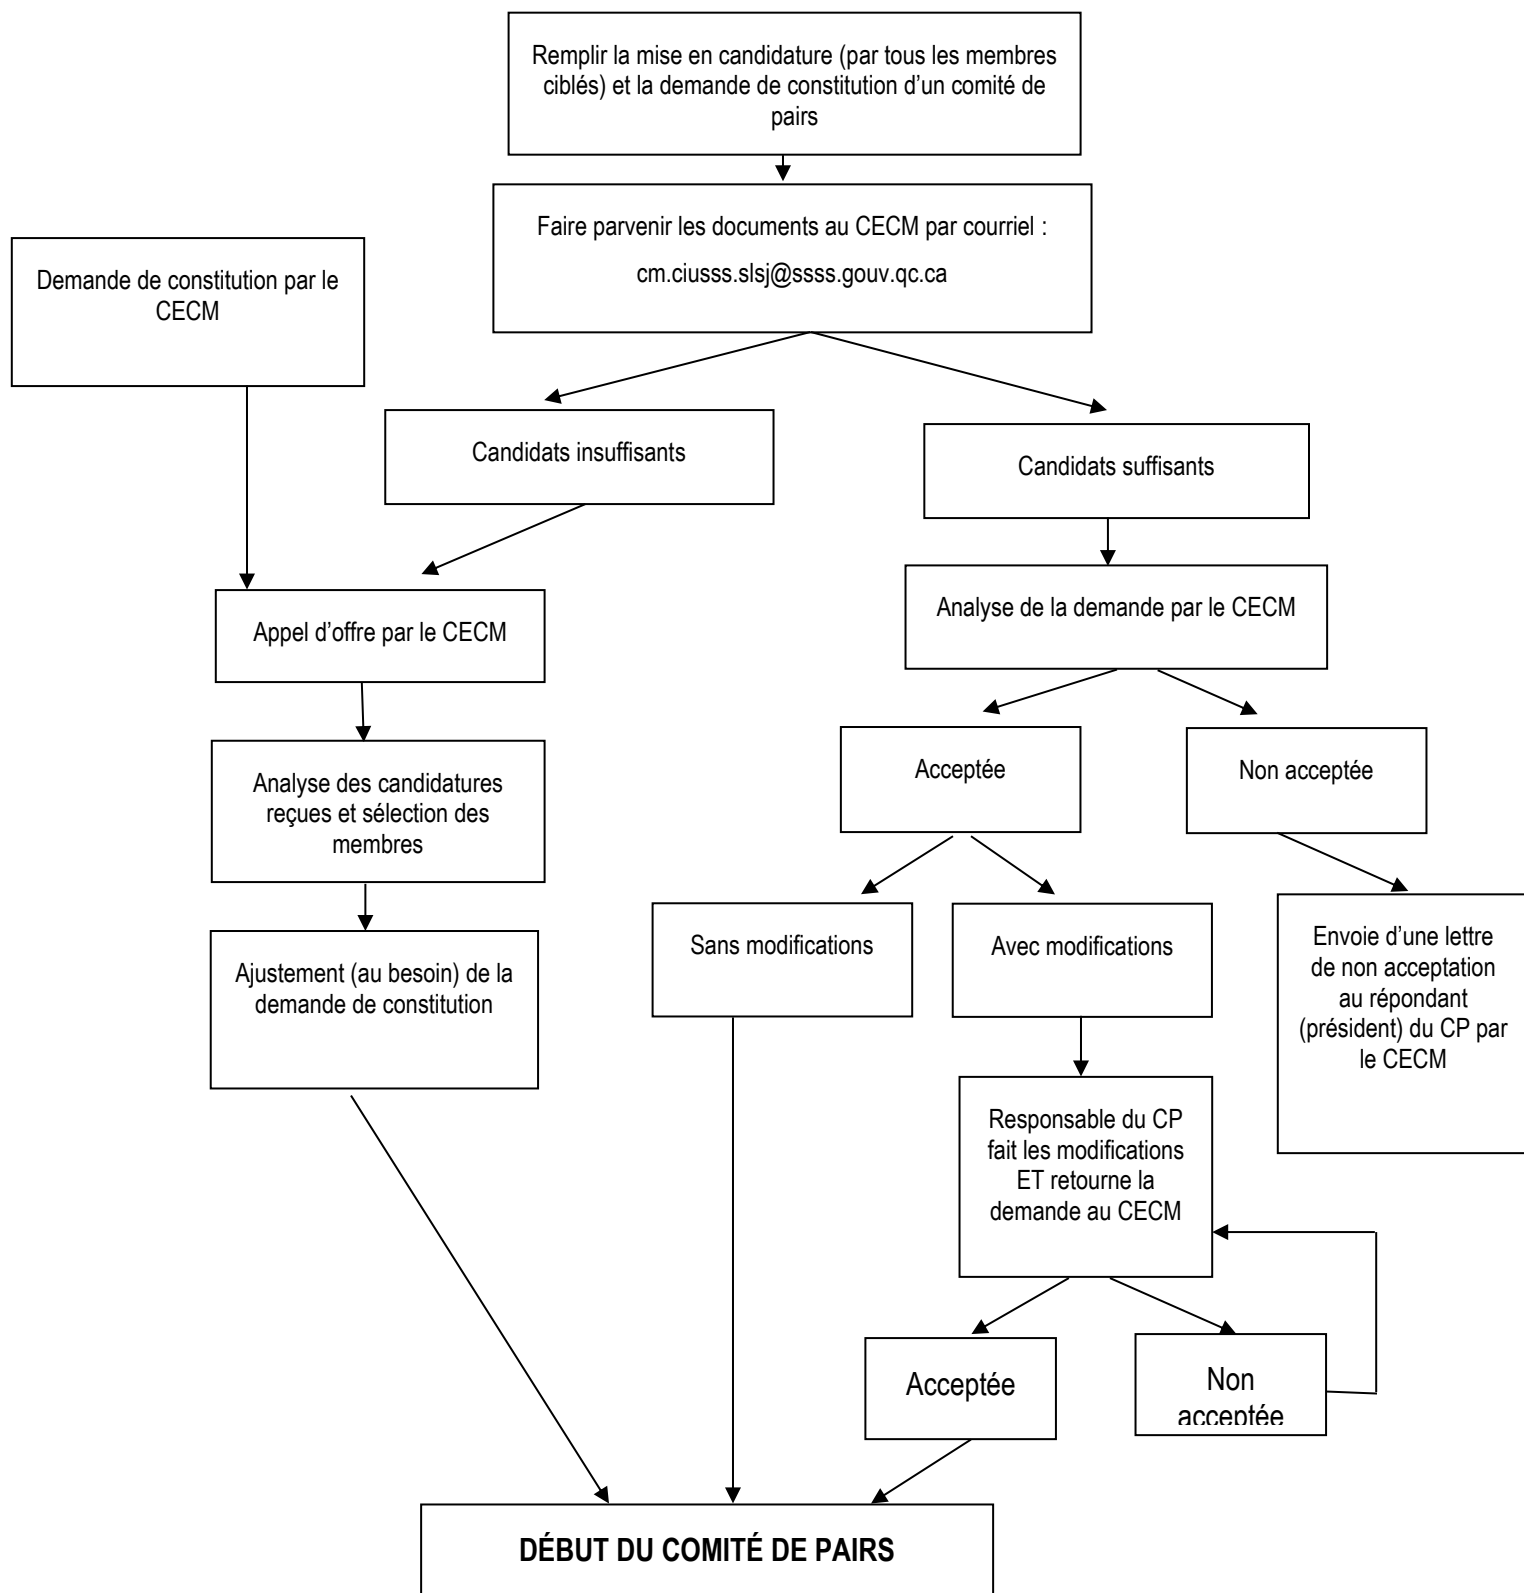 Remplir la mise en candidature (par tous les membres
ciblés) et la demande de constitution d'un comité de
pairs
Faire parvenir les documents au CECM par courriel :
cm.ciusss.slsj@ssss.gouv.qc.ca
Demande de constitution par le
CECM
Candidats insuffisants
Candidats suffisants
Appel d'offre par le CECM
Analyse de la demande par le CECM
Analyse des candidatures
reçues et sélection des
membres
Acceptée
Non acceptée
Ajustement (au besoin) de la
demande de constitution
Sans modifications
Avec modifications
Envoie d'une lettre
de non acceptation
au répondant
(président) du CP par
le CECM
Responsable du CP
fait les modifications
ET retourne la
demande au CECM
Acceptée
Non
acceptée
DÉBUT DU COMITÉ DE PAIRS